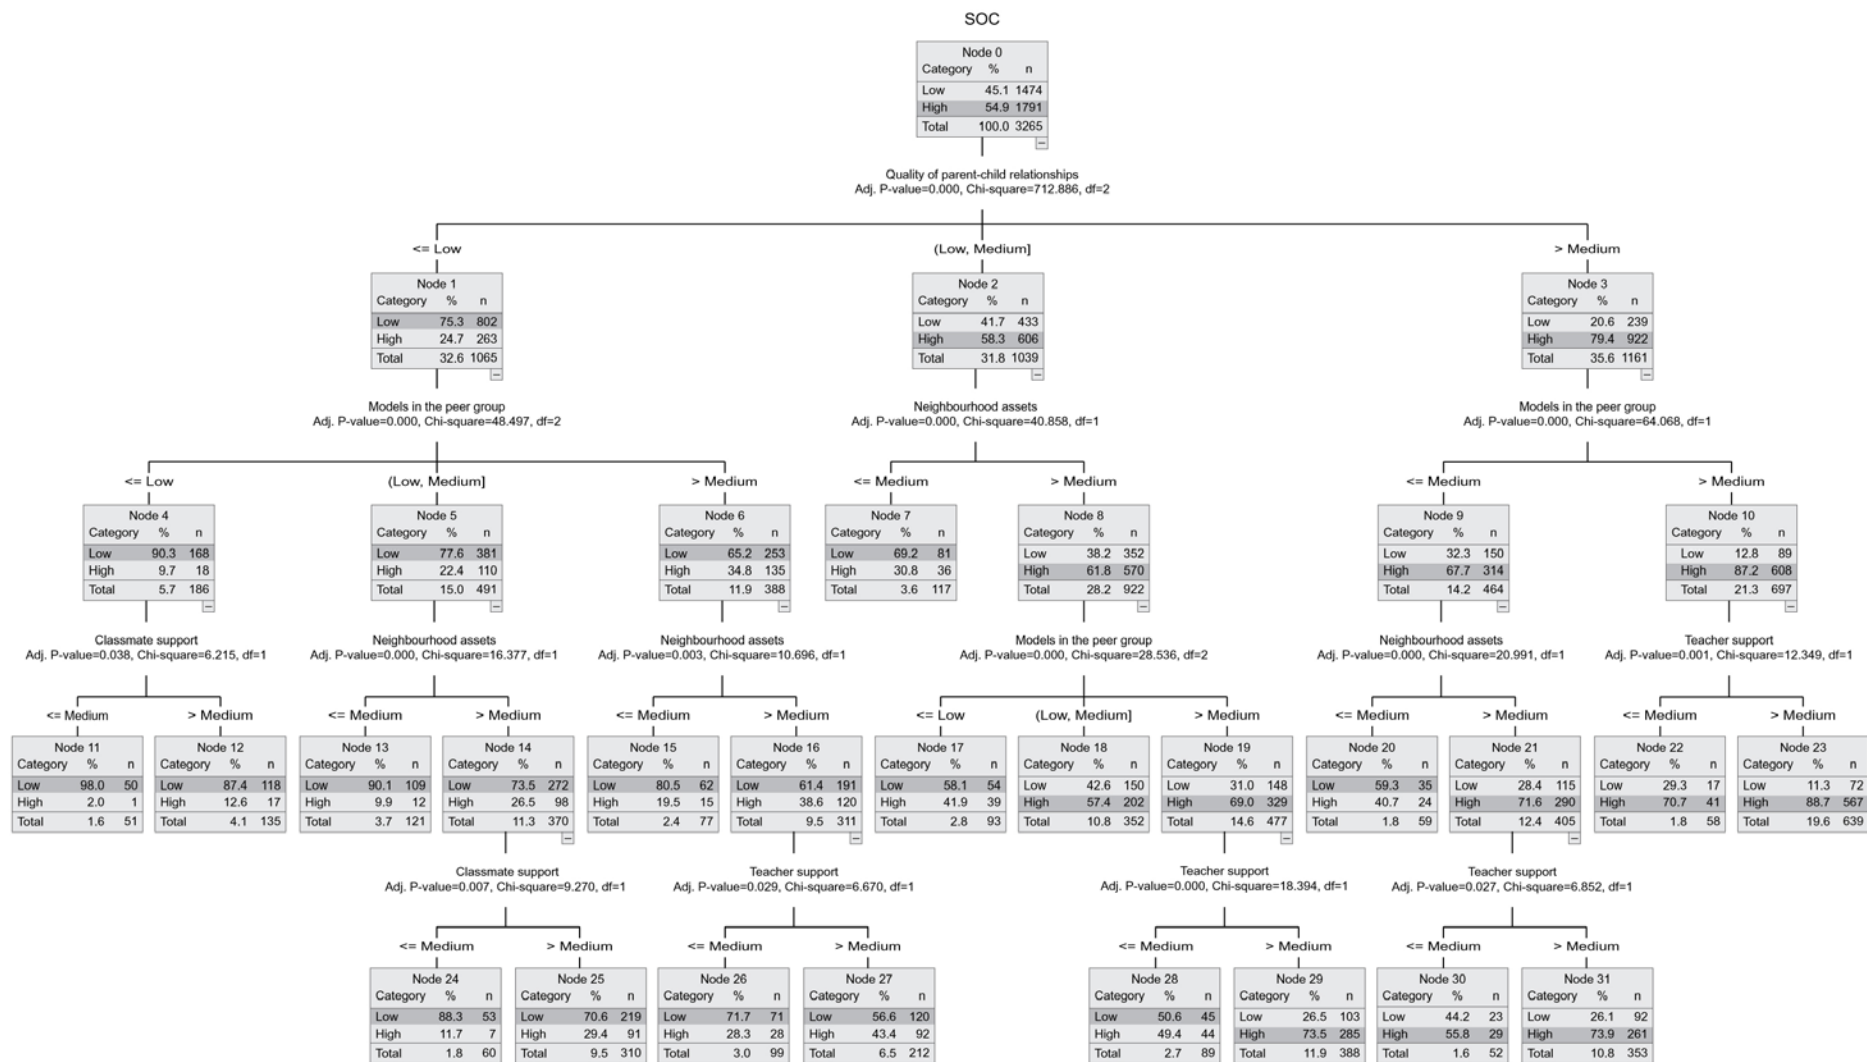 SOC
Node 0
Category % n
Low 45.1 1474
High 54.9 1791
Total 100.0 3265
Quality of parent-child relationships
Adj. P-value=0.000, Chi-square=712.886, df=2
<= Low
(Low, Medium]
> Medium
Node 1
Category % n
Low 75.3 802
High 24.7 263
Total 32.6 1065
Node 2
Category % n
Low 41.7 433
High 58.3 606
Total 31.8 1039
Node 3
Category % n
Low 20.6 239
High 79.4 922
Total 35.6 1161
Models in the peer group
Adj. P-value=0.000, Chi-square=48.497, df=2
Neighbourhood assets
Adj. P-value=0.000, Chi-square=40.858, df=1
Models in the peer group
Adj. P-value=0.000, Chi-square=64.068, df=1
<= Low
(Low, Medium]
> Medium
<= Medium
> Medium
<= Medium
> Medium
Node 4
Category % n
Low 90.3 168
High 9.7 18
Total 5.7 186
Node 5
Category % n
Low 77.6 381
High 22.4 110
Total 15.0 491
Node 6
Category % n
Low 65.2 253
High 34.8 135
Total 11.9 388
Node 7
Category % n
Low 69.2 81
High 30.8 36
Total 3.6 117
Node 8
Category % n
Low 38.2 352
High 61.8 570
Total 28.2 922
Node 9
Category % n
Low 32.3 150
High 67.7 314
Total 14.2 464
Node 10
Category % n
Low 12.8 89
High 87.2 608
Total 21.3 697
Classmate support
Adj. P-value=0.038, Chi-square=6.215, df=1
Neighbourhood assets
Adj. P-value=0.000, Chi-square=16.377, df=1
Neighbourhood assets
Adj. P-value=0.003, Chi-square=10.696, df=1
Models in the peer group
Adj. P-value=0.000, Chi-square=28.536, df=2
Neighbourhood assets
Adj. P-value=0.000, Chi-square=20.991, df=1
Teacher support
Adj. P-value=0.001, Chi-square=12.349, df=1
<= Medium
> Medium
<= Medium
> Medium
<= Medium
> Medium
<= Low
(Low, Medium]
> Medium
<= Medium
> Medium
<= Medium
> Medium
Node 11
Category % n
Low 98.0 50
High 2.0 1
Total 1.6 51
Node 12
Category % n
Low 87.4 118
High 12.6 17
Total 4.1 135
Node 13
Category % n
Low 90.1 109
High 9.9 12
Total 3.7 121
Node 14
Category % n
Low 73.5 272
High 26.5 98
Total 11.3 370
Node 15
Category % n
Low 80.5 62
High 19.5 15
Total 2.4 77
Node 16
Category % n
Low 61.4 191
High 38.6 120
Total 9.5 311
Node 17
Category % n
Low 58.1 54
High 41.9 39
Total 2.8 93
Node 18
Category % n
Low 42.6 150
High 57.4 202
Total 10.8 352
Node 19
Category % n
Low 31.0 148
High 69.0 329
Total 14.6 477
Node 20
Category % n
Low 59.3 35
High 40.7 24
Total 1.8 59
Node 21
Category % n
Low 28.4 115
High 71.6 290
Total 12.4 405
Node 22
Category % n
Low 29.3 17
High 70.7 41
Total 1.8 58
Node 23
Category % n
Low 11.3 72
High 88.7 567
Total 19.6 639
Classmate support
Adj. P-value=0.007, Chi-square=9.270, df=1
Teacher support
Adj. P-value=0.029, Chi-square=6.670, df=1
Teacher support
Adj. P-value=0.000, Chi-square=18.394, df=1
Teacher support
Adj. P-value=0.027, Chi-square=6.852, df=1
<= Medium
> Medium
<= Medium
> Medium
<= Medium
> Medium
<= Medium
> Medium
Node 24
Category % n
Low 88.3 53
High 11.7 7
Total 1.8 60
Node 25
Category % n
Low 70.6 219
High 29.4 91
Total 9.5 310
Node 26
Category % n
Low 71.7 71
High 28.3 28
Total 3.0 99
Node 27
Category % n
Low 56.6 120
High 43.4 92
Total 6.5 212
Node 28
Category % n
Low 50.6 45
High 49.4 44
Total 2.7 89
Node 29
Category % n
Low 26.5 103
High 73.5 285
Total 11.9 388
Node 30
Category % n
Low 44.2 23
High 55.8 29
Total 1.6 52
Node 31
Category % n
Low 26.1 92
High 73.9 261
Total 10.8 353